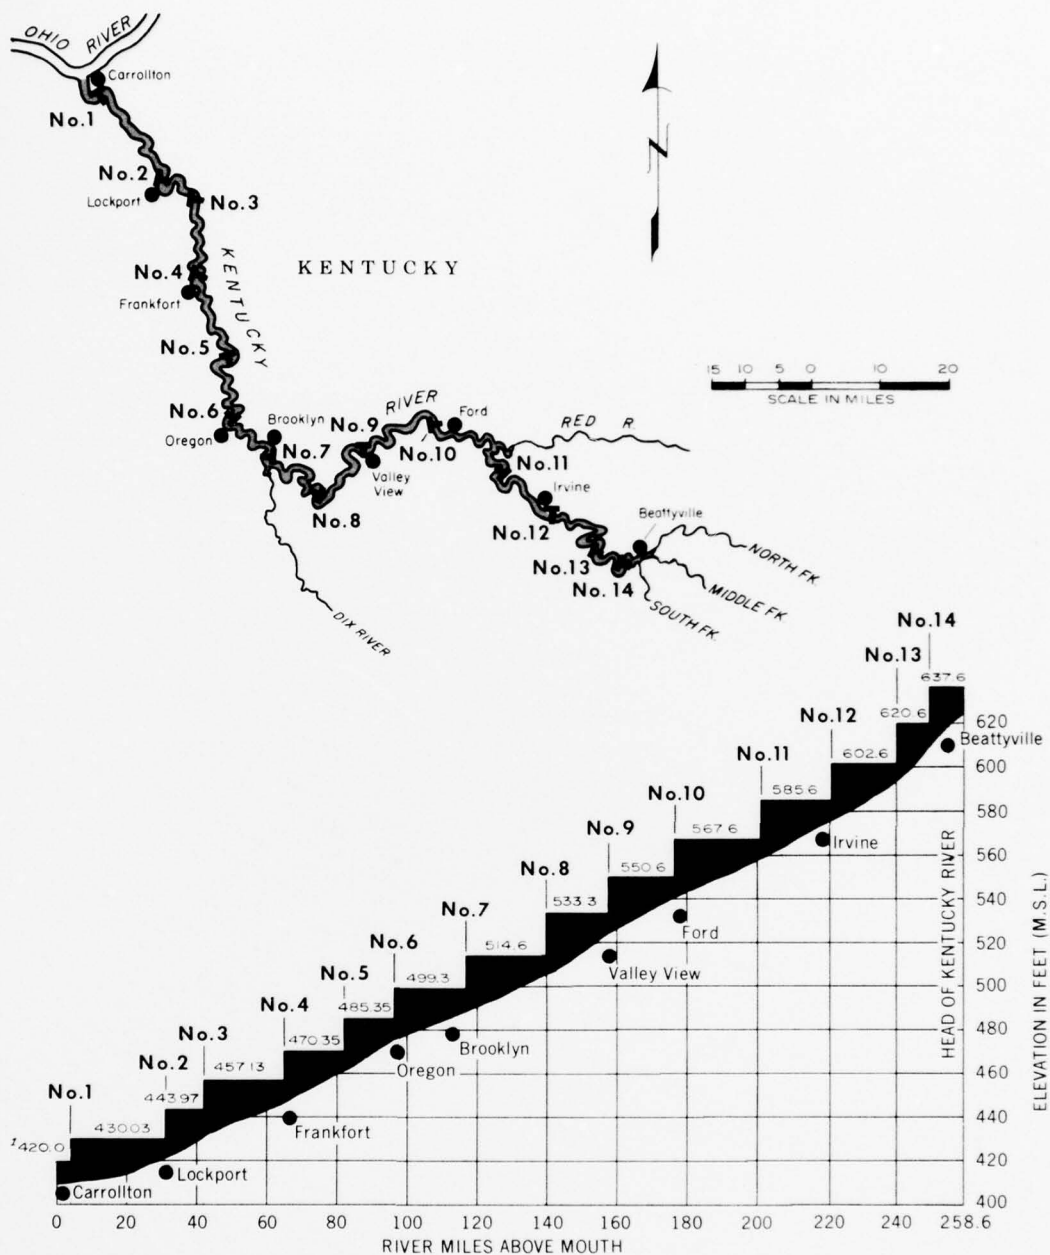 OHIO RIVER
Carrollton
No.1
No.2
Lockport
No.3
KENTUCKY
No.4
Frankfort
KENTUCKY
No.5
15 10 5 0 10 20
SCALE IN MILES
RIVER
No.6
Brooklyn
No.9
Ford
RED R.
Oregon
No.7
No.10
Valley
View
No.11
Irvine
No.8
No.12
Beattyville
No.13
NORTH FK.
No.14
MIDDLE FK.
SOUTH FK.
DIX RIVER
No.14
No.13
637.6
No.12
620.6
620
Beattyville
No.11
602.6
600
No.10
585.6
580
No.9
567.6
Irvine
560
No.8
550.6
540
No.7
533.3
Ford
520
No.6
514.6
Valley View
500
No.5
499.3
480
No.4
485.35
Brooklyn
No.3
470.35
Oregon
460
No.2
457.13
440
No.1
443.97
Frankfort
430.03
420.0
420
Lockport
Carrollton
400
HEAD OF KENTUCKY RIVER
ELEVATION IN FEET (M.S.L.)
0 20 40 60 80 100 120 140 160 180 200 220 240 258.6
RIVER MILES ABOVE MOUTH